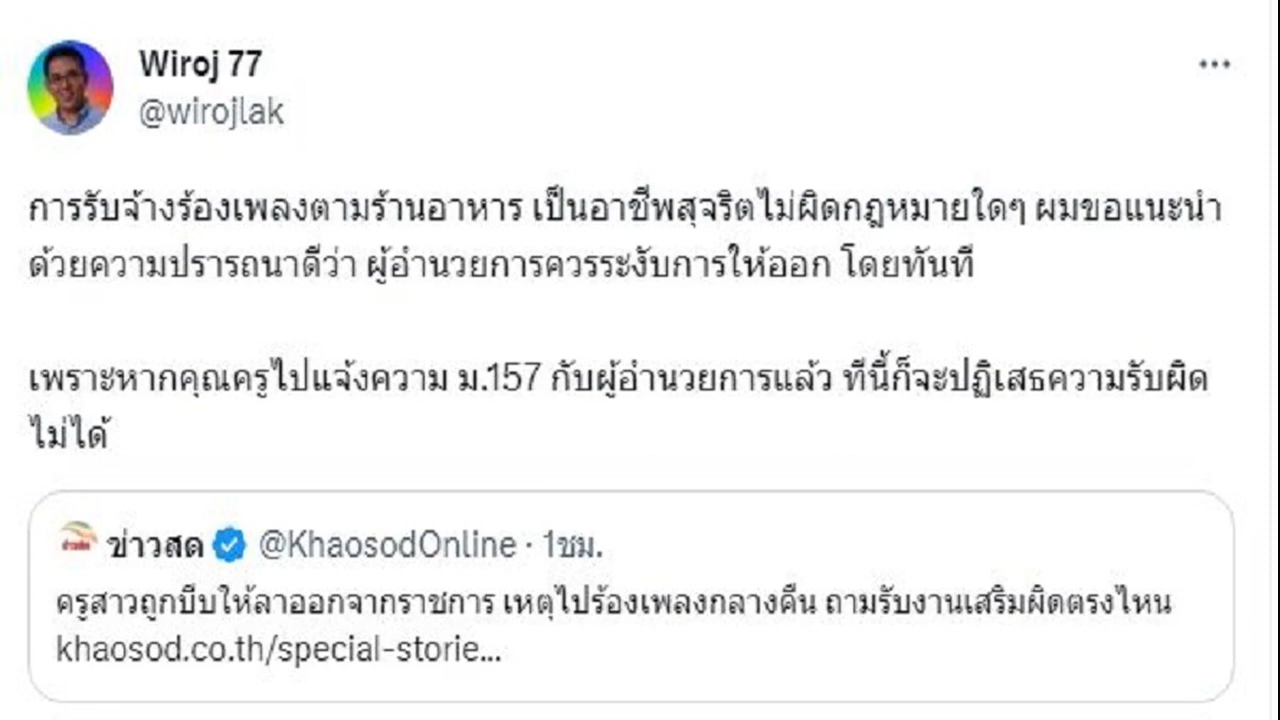 Wiroj 77
@wirojlak
การรับจ้างร้องเพลงตามร้านอาหาร เป็นอาชีพสุจริตไม่ผิดกฎหมายใดๆ ผมขอแนะนำ
ด้วยความปรารถนาดีว่า ผู้อำนวยการควรระงับการให้ออก โดยทันที
เพราะหากคุณครูไปแจ้งความ ม.157 กับผู้อำนวยการแล้ว ทีนี้ก็จะปฏิเสธความรับผิด
ไม่ได้
ข่าวสด @KhaosodOnline · 1ชม.
ครูสาวถูกบีบให้ลาออกจากราชการ เหตุไปร้องเพลงกลางคืน ถามรับงานเสริมผิดตรงไหน
khaosod.co.th/special-storie...